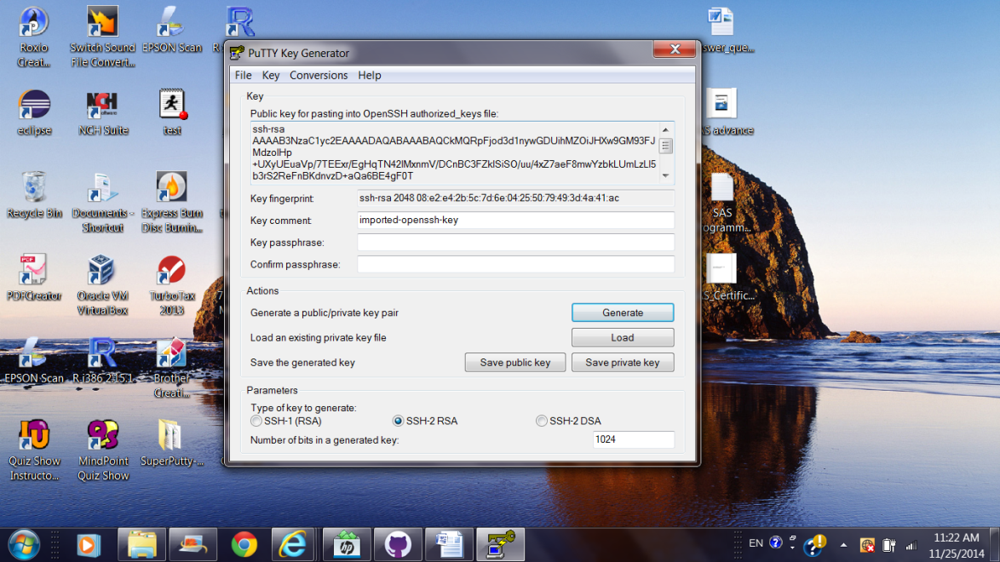 Roxio
Creat...
Switch Sound
File Convert...
EPSON Scan
R
swer_que...
PuTTY Key Generator
File Key Conversions Help
Key
Public key for pasting into OpenSSH authorized_keys file:
ssh-rsa
AAAAB3NzaC1yc2EAAAADAQABAAABAQCkMQRpFjod3d1nywGDUihMZOiJHXw9GM93FJ
MdzolHp
+UXyUEuaVp/7TEExr/EgHqTN42lMxnmV/DCnBC3FZklSiSO/uu/4xZ7aeF8mwYzbkLUmLzLl5
b3rS2ReFnBKdnvzD+aQa6BE4gF0T
Key fingerprint:
ssh-rsa 2048 08:e2:e4:2b:5c:7d:6e:04:25:50:79:49:3d:4a:41:ac
Key comment:
imported-openssh-key
Key passphrase:
Confirm passphrase:
Actions
Generate a public/private key pair
Generate
Load an existing private key file
Load
Save the generated key
Save public key
Save private key
Parameters
Type of key to generate:
SSH-1 (RSA)
SSH-2 RSA
SSH-2 DSA
Number of bits in a generated key:
1024
eclipse
NCH
Software
NCH Suite
test
S advance
Recycle Bin
Documents -
Shortcut
Express Burn
Disc Burnin...
SAS
ogramm...
PDF
PDFCreator
Oracle VM
VirtualBox
TurboTax
2013
S_Certific...
EPSON Scan
R i386 2.15.1
Brother
Creati...
Quiz Show
Instructo...
MindPoint
Quiz Show
SuperPutty-...
hp
EN
11:22 AM
11/25/2014